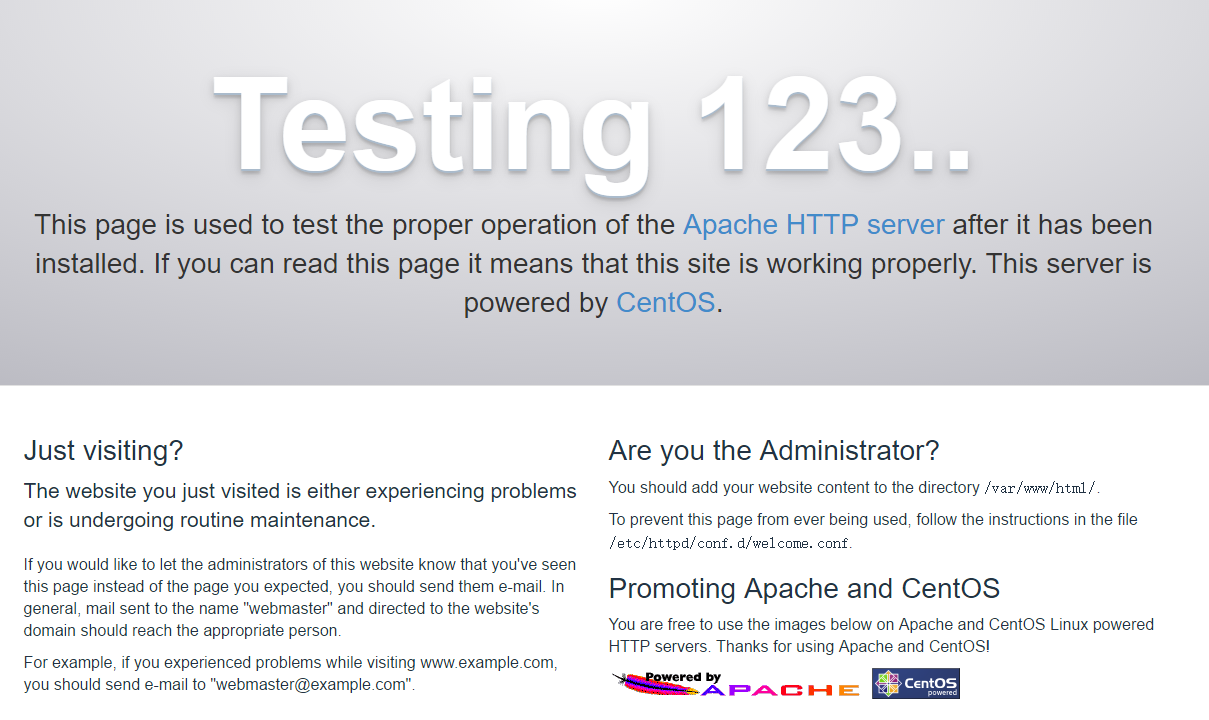 Testing 123..
This page is used to test the proper operation of the Apache HTTP server after it has been
installed. If you can read this page it means that this site is working properly. This server is
powered by CentOS.
Just visiting?
The website you just visited is either experiencing problems
or is undergoing routine maintenance.
If you would like to let the administrators of this website know that you've seen
this page instead of the page you expected, you should send them e-mail. In
general, mail sent to the name "webmaster" and directed to the website's
domain should reach the appropriate person.
For example, if you experienced problems while visiting www.example.com,
you should send e-mail to "webmaster@example.com".
Are you the Administrator?
You should add your website content to the directory /var/www/html/.
To prevent this page from ever being used, follow the instructions in the file
/etc/httpd/conf.d/welcome.conf.
Promoting Apache and CentOS
You are free to use the images below on Apache and CentOS Linux powered
HTTP servers. Thanks for using Apache and CentOS!
Powered by
APACHE
CentOS
powered